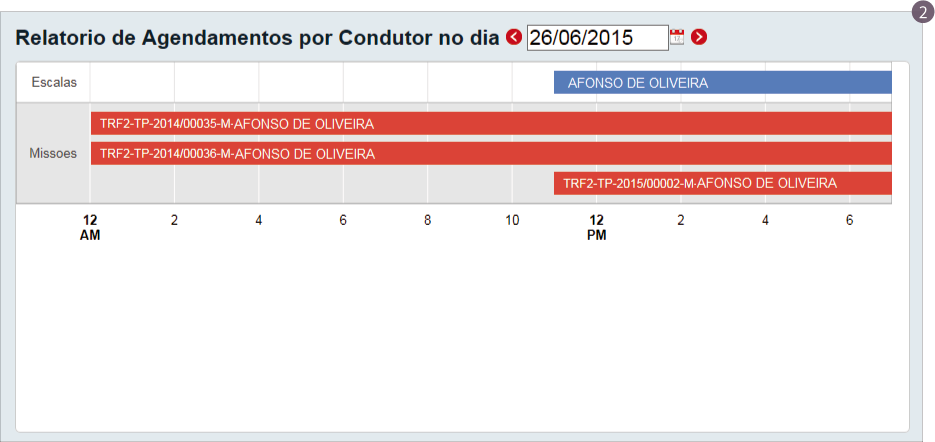 2
Relatorio de Agendamentos por Condutor no dia 26/06/2015
Escalas AFONSO DE OLIVEIRA
TRF2-TP-2014/00035-M-AFONSO DE OLIVEIRA
Missoes TRF2-TP-2014/00036-M-AFONSO DE OLIVEIRA
TRF2-TP-2015/00002-M-AFONSO DE OLIVEIRA
12 2 4 6 8 10 12 2 4 6
AM PM